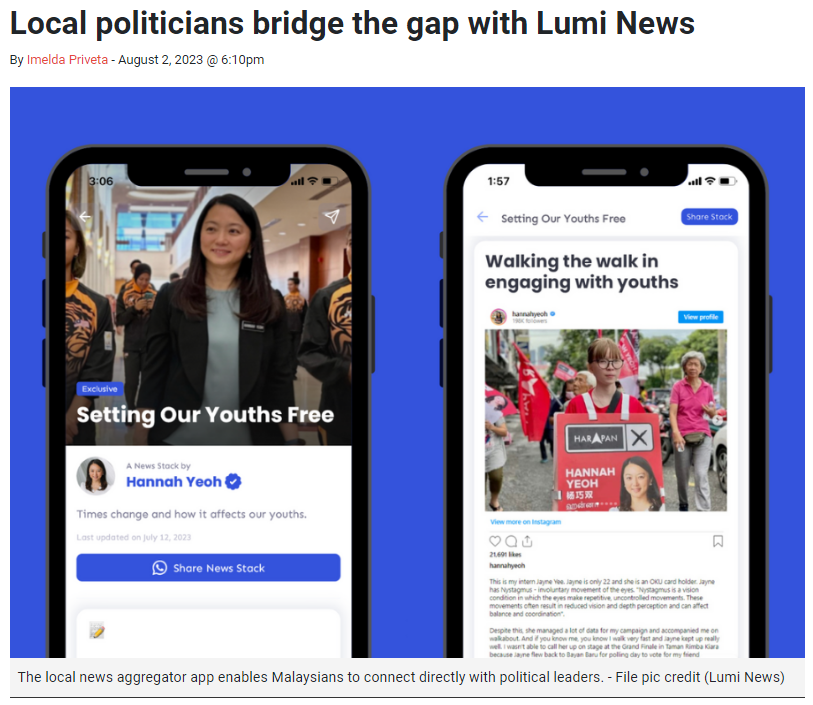 Local politicians bridge the gap with Lumi News
By Imelda Priveta - August 2, 2023 @ 6:10pm
3:06
Exclusive
Setting Our Youths Free
A News Stack by
Hannah Yeoh
Times change and how it affects our youths.
Last updated on July 12, 2023
Share News Stack
1:57
Setting Our Youths Free
Share Stack
Walking the walk in
engaging with youths
hannahyeoh
198K followers
View profile
HARAPAN
HANNAH
YEOH
杨巧双
View more on Instagram
21,691 likes
hannahyeoh
This is my intern Jayne Yee. Jayne is only 22 and she is an OKU card holder. Jayne
has Nystagmus - involuntary movement of the eyes. "Nystagmus is a vision
condition in which the eyes make repetitive, uncontrolled movements. These
movements often result in reduced vision and depth perception and can affect
balance and coordination".
Despite this, she managed a lot of date for my campaign and accompanied me on
walkabout. And if you know me, you know I walk very fast and Jayne kept up really
well. I wasn't able to call her up on stage at the Grand Finale in Taman Rimba Kiara
because Jayne flew back to Bayan Baru for polling day to vote for my friend
The local news aggregator app enables Malaysians to connect directly with political leaders. - File pic credit (Lumi News)